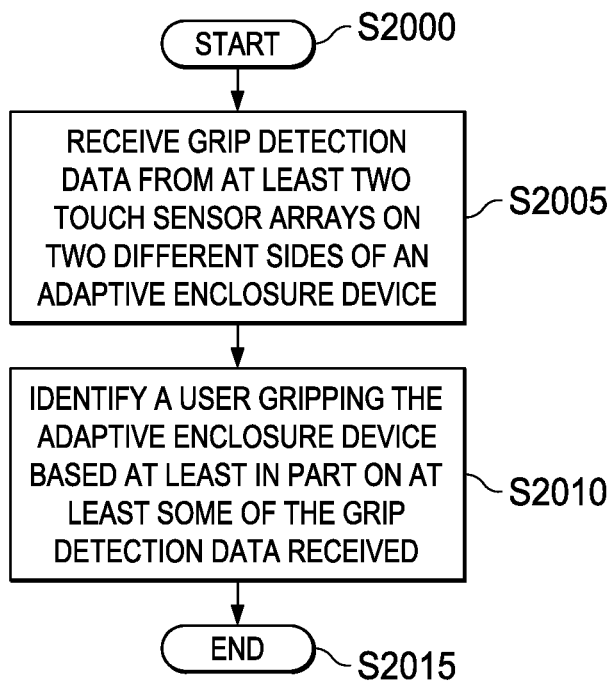 START
S2000
RECEIVE GRIP DETECTION
DATA FROM AT LEAST TWO
TOUCH SENSOR ARRAYS ON
TWO DIFFERENT SIDES OF AN
ADAPTIVE ENCLOSURE DEVICE
S2005
IDENTIFY A USER GRIPPING THE
ADAPTIVE ENCLOSURE DEVICE
BASED AT LEAST IN PART ON AT
LEAST SOME OF THE GRIP
DETECTION DATA RECEIVED
S2010
END
S2015